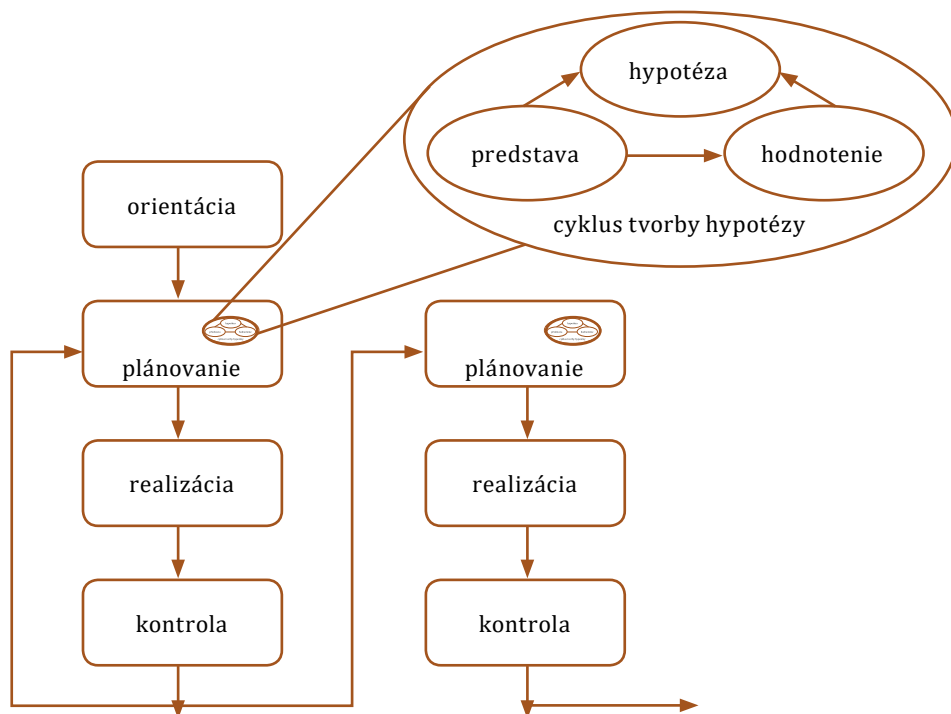 hypotéza
predstava
hodnotenie
cyklus tvorby hypotézy
orientácia
plánovanie
realizácia
kontrola
plánovanie
realizácia
kontrola